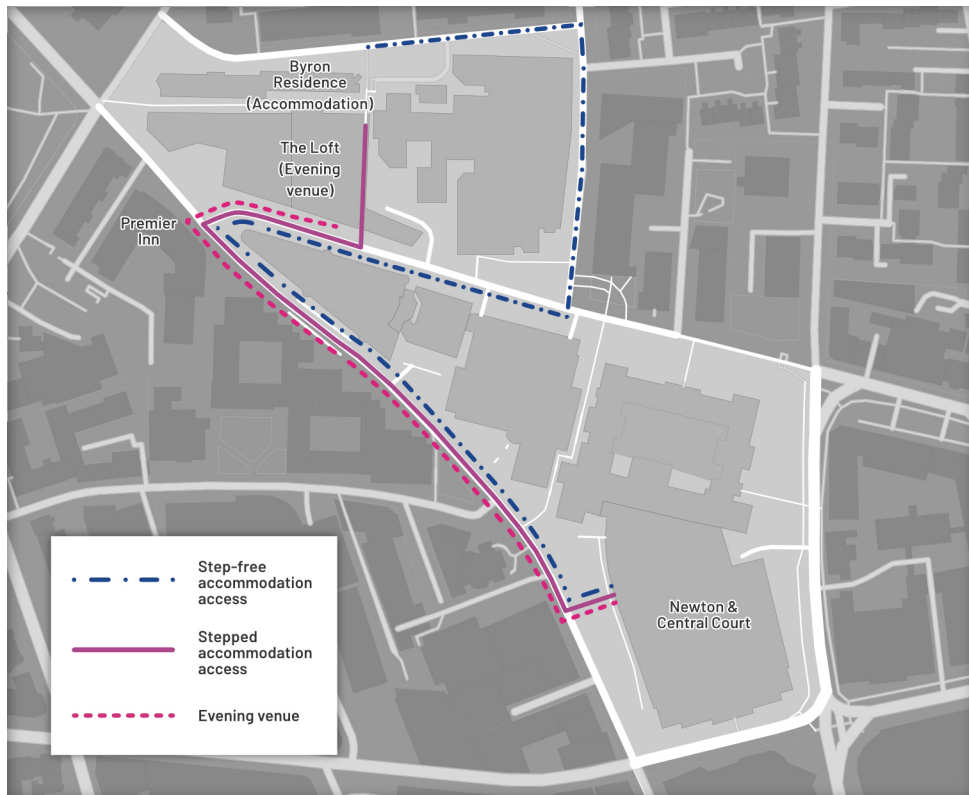 Byron
Residence
(Accommodation)
The Loft
(Evening
venue)
Premier
Inn
Step-free
accommodation
access
Stepped
accommodation
access
Evening venue
Newton &
Central Court